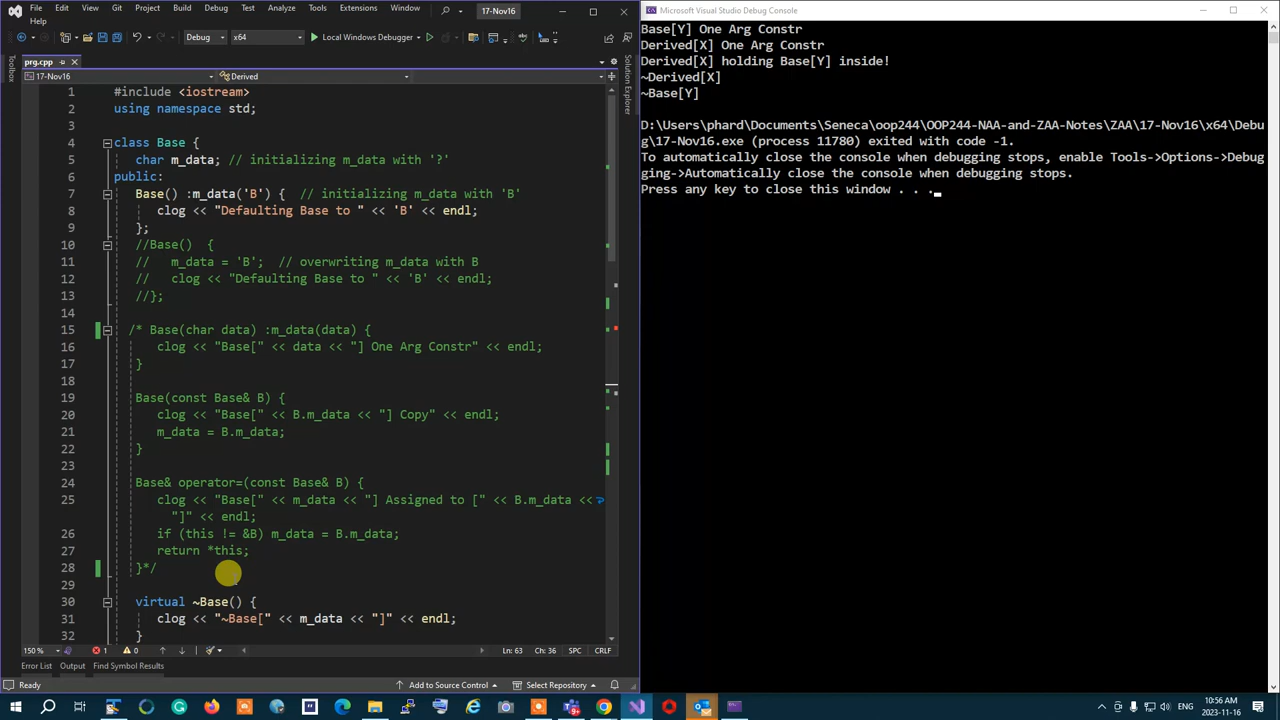 File Edit View Git Project Build Debug Test Analyze Tools Extensions Window 17-Nov16
Help
Debug x64 Local Windows Debugger
prg.cpp
17-Nov16 Derived
Toolbox
Solution Explorer
1 #include <iostream>
2 using namespace std;
3
4 class Base {
5 char m_data; // initializing m_data with '?'
6 public:
7 Base() :m_data('B') { // initializing m_data with 'B'
8 clog << "Defaulting Base to " << 'B' << endl;
9 };
10 //Base() {
11 // m_data = 'B'; // overwriting m_data with B
12 // clog << "Defaulting Base to " << 'B' << endl;
13 //};
14
15 /* Base(char data) :m_data(data) {
16 clog << "Base[" << data << "] One Arg Constr" << endl;
17 }
18
19 Base(const Base& B) {
20 clog << "Base[" << B.m_data << "] Copy" << endl;
21 m_data = B.m_data;
22 }
23
24 Base& operator=(const Base& B) {
25 clog << "Base[" << m_data << "] Assigned to [" << B.m_data <<
"]" << endl;
26 if (this != &B) m_data = B.m_data;
27 return *this;
28 }*/
29
30 virtual ~Base() {
31 clog << "~Base[" << m_data << "]" << endl;
32 }
150 % 1 0 Ln: 63 Ch: 36 SPC CRLF
Error List Output Find Symbol Results
Ready Add to Source Control Select Repository
Microsoft Visual Studio Debug Console
Base[Y] One Arg Constr
Derived[X] One Arg Constr
Derived[X] holding Base[Y] inside!
~Derived[X]
~Base[Y]
D:\Users\phard\Documents\Seneca\oop244\OOP244-NAA-and-ZAA-Notes\ZAA\17-Nov16\x64\Debu
g\17-Nov16.exe (process 11780) exited with code -1.
To automatically close the console when debugging stops, enable Tools->Options->Debug
ging->Automatically close the console when debugging stops.
Press any key to close this window . . .
ENG 10:56 AM
2023-11-16